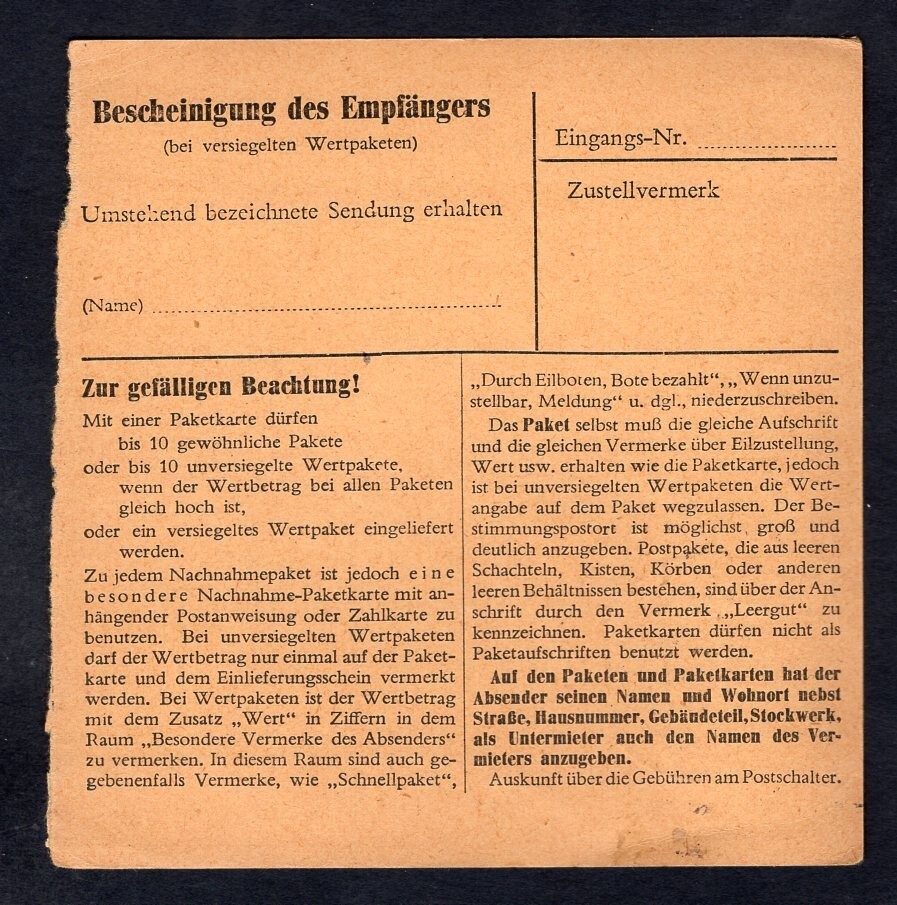 Bescheinigung des Empfängers
(bei versiegelten Wertpaketen)
Umstehend bezeichnete Sendung erhalten
(Name)
Eingangs-Nr.
Zustellvermerk
Zur gefälligen Beachtung!
Mit einer Paketkarte dürfen
bis 10 gewöhnliche Pakete
oder bis 10 unversiegelte Wertpakete,
wenn der Wertbetrag bei allen Paketen
gleich hoch ist,
oder ein versiegeltes Wertpaket eingeliefert
werden.
Zu jedem Nachnahmepaket ist jedoch eine
besondere Nachnahme-Paketkarte mit an-
hängender Postanweisung oder Zahlkarte zu
benutzen. Bei unversiegelten Wertpaketen
darf der Wertbetrag nur einmal auf der Paket-
karte und dem Einlieferungsschein vermerkt
werden. Bei Wertpaketen ist der Wertbetrag
mit dem Zusatz „Wert“ in Ziffern in dem
Raum „Besondere Vermerke des Absenders“
zu vermerken. In diesem Raum sind auch ge-
gebenenfalls Vermerke, wie „Schnellpaket“,
„Durch Eilboten, Bote bezahlt“, „Wenn unzu-
stellbar, Meldung“ u. dgl., niederzuschreiben.
Das Paket selbst muß die gleiche Aufschrift
und die gleichen Vermerke über Eilzustellung,
Wert usw. erhalten wie die Paketkarte, jedoch
ist bei unversiegelten Wertpaketen die Wert-
angabe auf dem Paket wegzulassen. Der Be-
stimmungspostort ist möglichst groß und
deutlich anzugeben. Postpakete, die aus leeren
Schachteln, Kisten, Körben oder anderen
leeren Behältnissen bestehen, sind über der An-
schrift durch den Vermerk „Leergut“ zu
kennzeichnen. Paketkarten dürfen nicht als
Paketaufschriften benutzt werden.
Auf den Paketen und Paketkarten hat der
Absender seinen Namen und Wohnort nebst
Straße, Hausnummer, Gebäudeteil, Stockwerk,
als Untermieter auch den Namen des Ver-
mieters anzugeben.
Auskunft über die Gebühren am Postschalter.